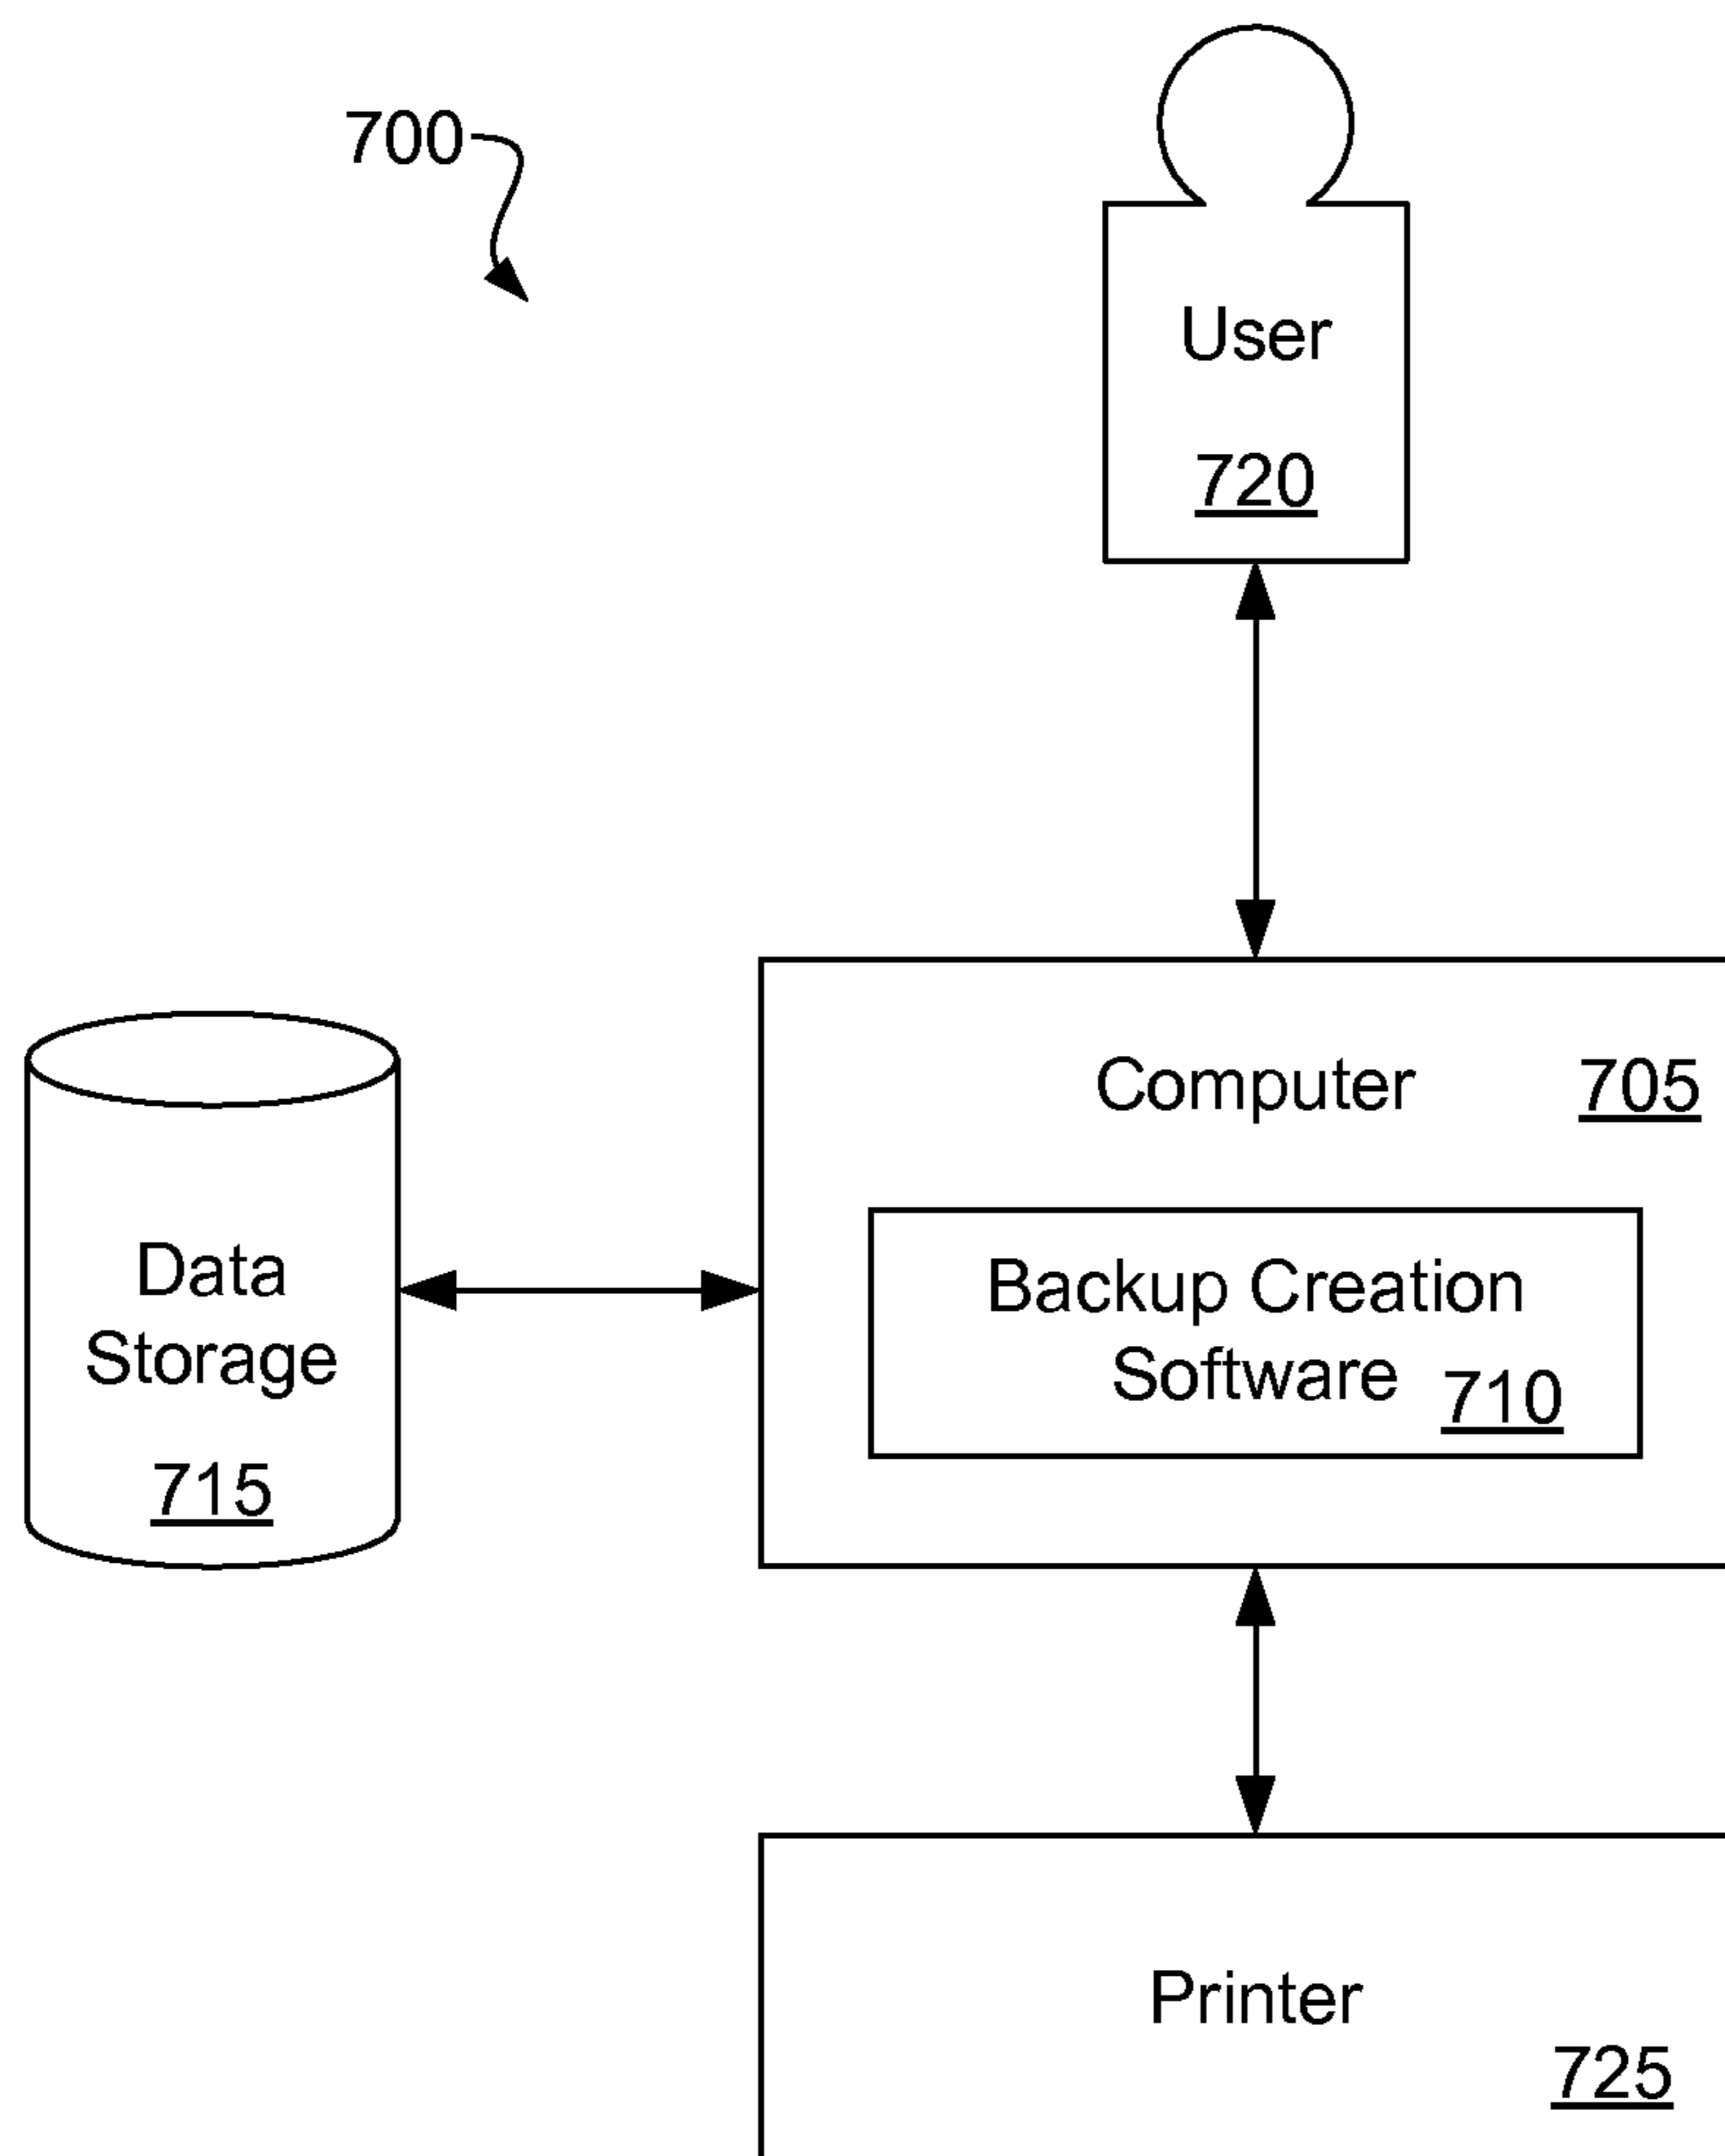 700
User
720
Computer 705
Data
Storage
715
Backup Creation
Software 710
Printer
725